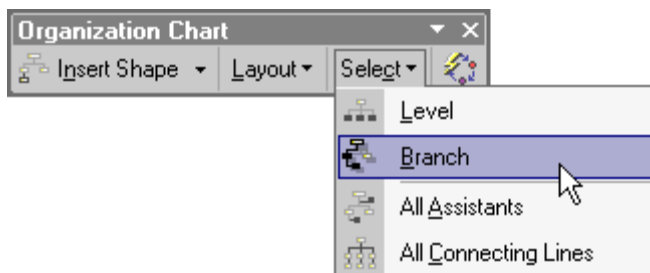 Organization Chart
Insert Shape Layout Select
Level
Branch
All Assistants
All Connecting Lines